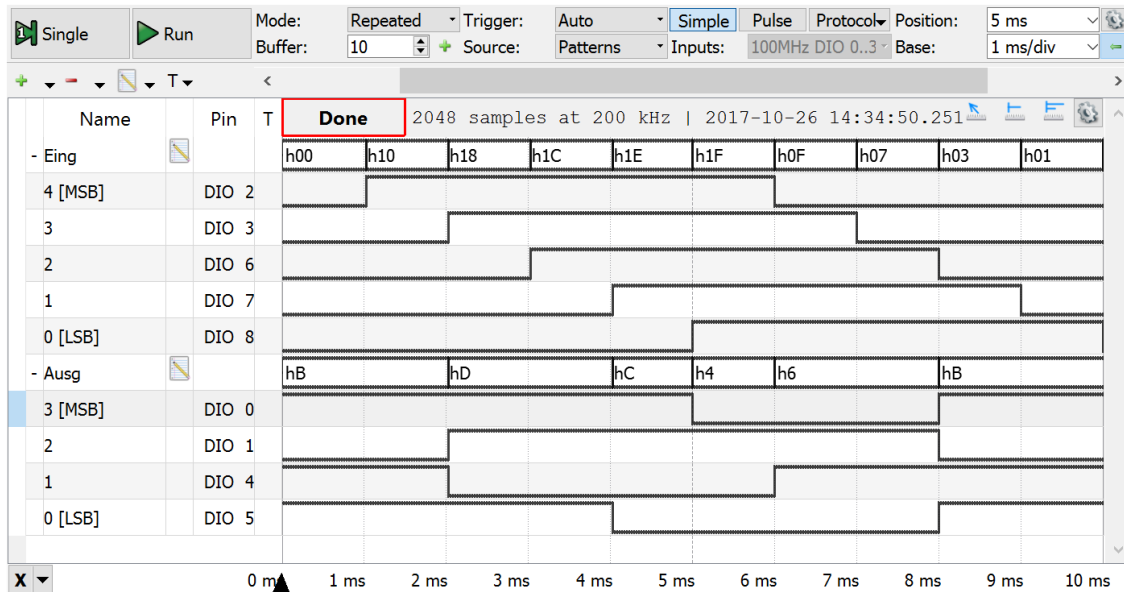 Single Run Mode: Repeated Trigger: Auto Simple Pulse Protocol Position: 5 ms
Buffer: 10 Source: Patterns Inputs: 100MHz DIO 0..3 Base: 1 ms/div
T
Name Pin T Done 2048 samples at 200 kHz | 2017-10-26 14:34:50.251
- Eing h00 h10 h18 h1C h1E h1F h0F h07 h03 h01
4 [MSB] DIO 2
3 DIO 3
2 DIO 6
1 DIO 7
0 [LSB] DIO 8
- Ausg hB hD hC h4 h6 hB
3 [MSB] DIO 0
2 DIO 1
1 DIO 4
0 [LSB] DIO 5
X 0 ms 1 ms 2 ms 3 ms 4 ms 5 ms 6 ms 7 ms 8 ms 9 ms 10 ms